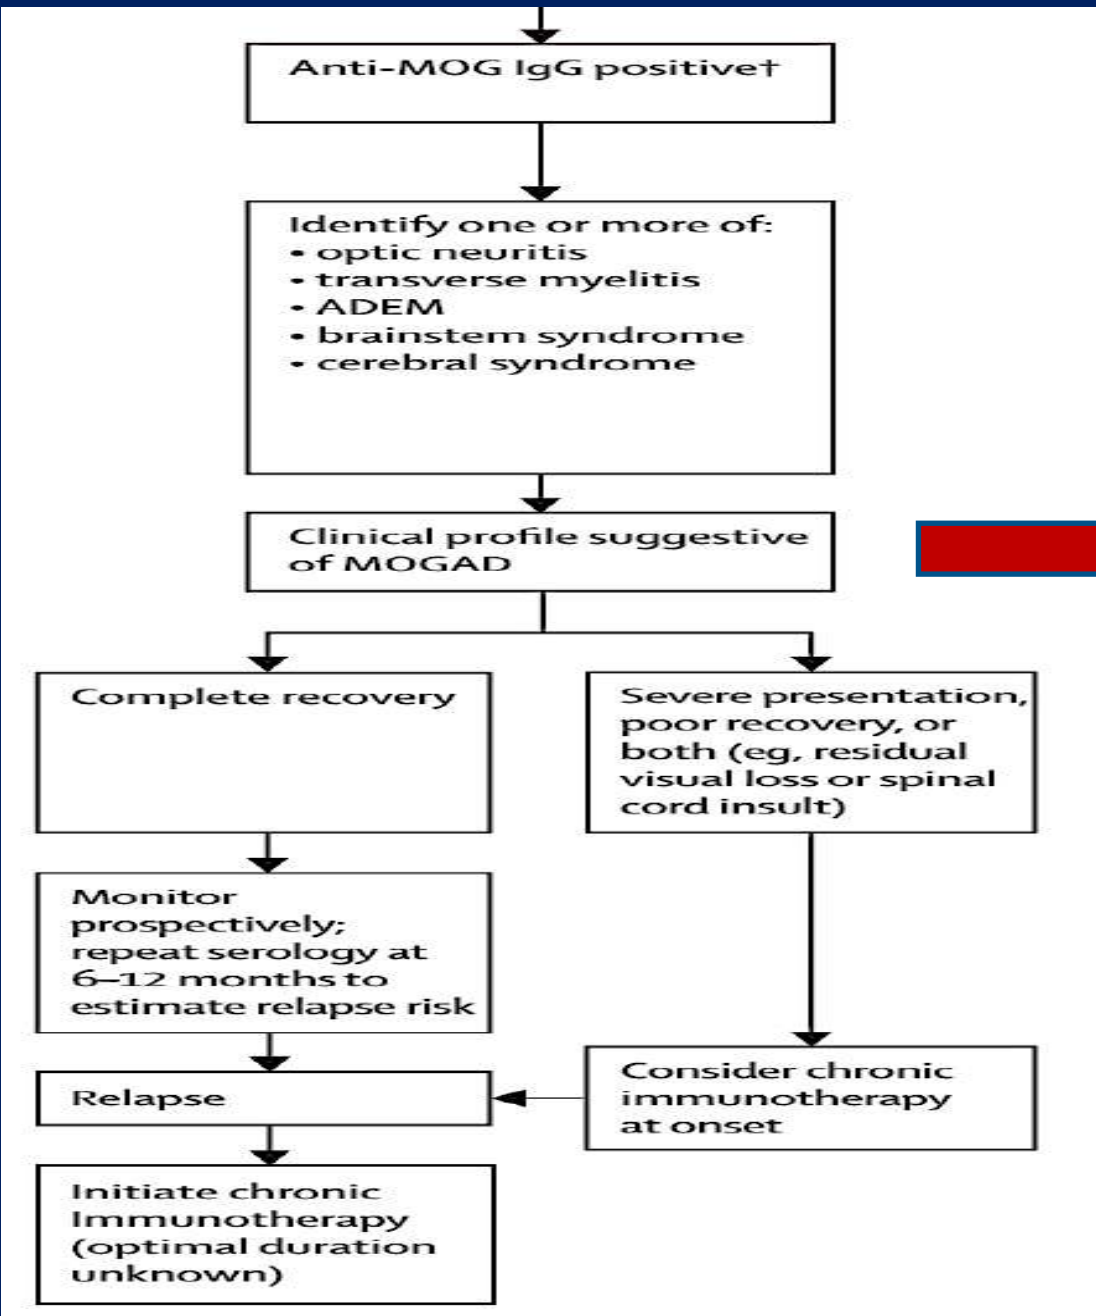 Anti-MOG IgG positive†
Identify one or more of:
• optic neuritis
• transverse myelitis
• ADEM
• brainstem syndrome
• cerebral syndrome
Clinical profile suggestive
of MOGAD
Complete recovery
Severe presentation,
poor recovery, or
both (eg, residual
visual loss or spinal
cord insult)
Monitor
prospectively;
repeat serology at
6–12 months to
estimate relapse risk
Relapse
Consider chronic
immunotherapy
at onset
Initiate chronic
Immunotherapy
(optimal duration
unknown)